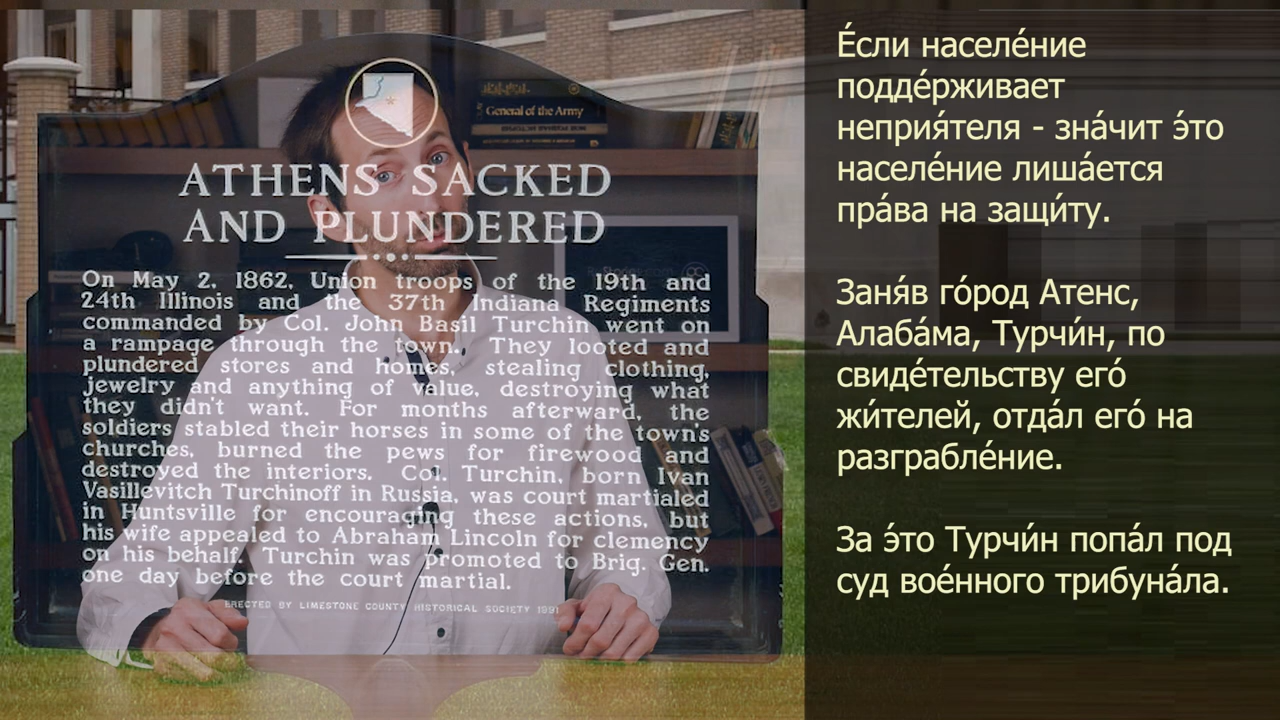 General of the Army
ATHENS SACKED
AND PLUNDERED
On May 2, 1862, Union troops of the 19th and
24th Illinois and the 37th Indiana Regiments
commanded by Col. John Basil Turchin went on
a rampage through the town. They looted and
plundered stores and homes, stealing clothing,
jewelry and anything of value, destroying what
they didn't want. For months afterward, the
soldiers stabled their horses in some of the town's
churches, burned the pews for firewood and
destroyed the interiors. Col. Turchin, born Ivan
Vasillevitch Turchinoff in Russia, was court martialed
in Huntsville for encouraging these actions, but
his wife appealed to Abraham Lincoln for clemency
on his behalf. Turchin was promoted to Brig. Gen.
one day before the court martial.
ERECTED BY LIMESTONE COUNTY HISTORICAL SOCIETY 1991
Е́сли населе́ние
подде́рживает
неприя́теля - зна́чит э́то
населе́ние лиша́ется
пра́ва на защи́ту.
Заня́в го́род Атенс,
Алаба́ма, Турчи́н, по
свиде́тельству его́
жи́телей, отда́л его́ на
разграбле́ние.
За э́то Турчи́н попа́л под
суд вое́нного трибуна́ла.